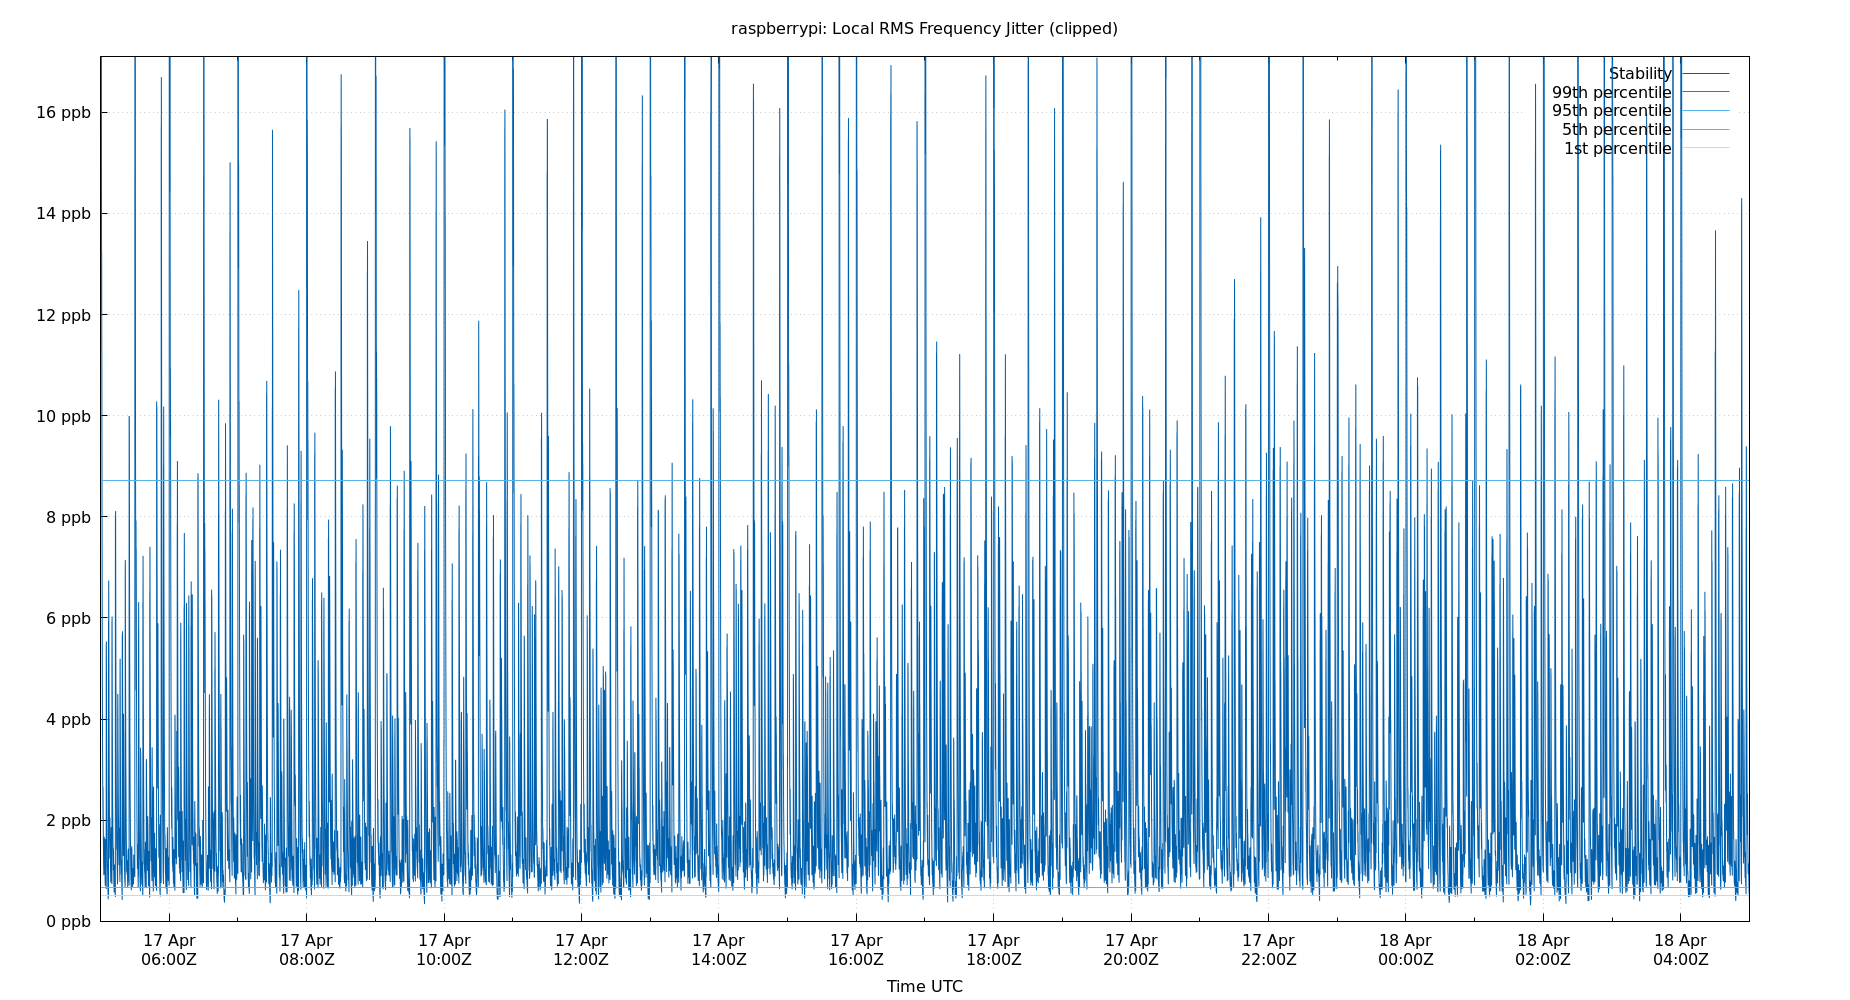 raspberrypi: Local RMS Frequency Jitter (clipped)
Stability
99th percentile
95th percentile
5th percentile
1st percentile
16 ppb
14 ppb
12 ppb
10 ppb
8 ppb
6 ppb
4 ppb
2 ppb
0 ppb
17 Apr 17 Apr 17 Apr 17 Apr 17 Apr 17 Apr 17 Apr 17 Apr 17 Apr 18 Apr 18 Apr 18 Apr
06:00Z 08:00Z 10:00Z 12:00Z 14:00Z 16:00Z 18:00Z 20:00Z 22:00Z 00:00Z 02:00Z 04:00Z
Time UTC